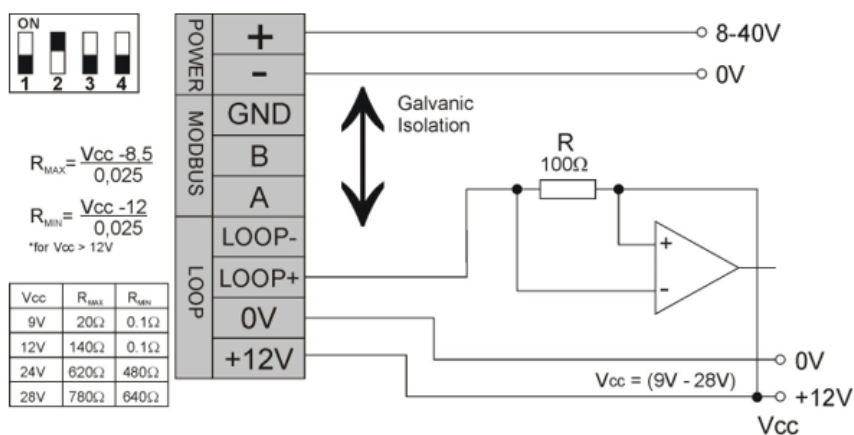 ON
1 2 3 4
RMAX= Vcc -8,5
0,025
RMIN= Vcc -12
0,025
*for Vcc > 12V
Vcc RMAX RMIN
9V 20Ω 0.1Ω
12V 140Ω 0.1Ω
24V 620Ω 480Ω
28V 780Ω 640Ω
POWER
+
-
MODBUS
GND
B
A
LOOP
LOOP-
LOOP+
0V
+12V
8-40V
0V
Galvanic
Isolation
R
100Ω
+
-
0V
Vcc = (9V - 28V)
+12V
Vcc